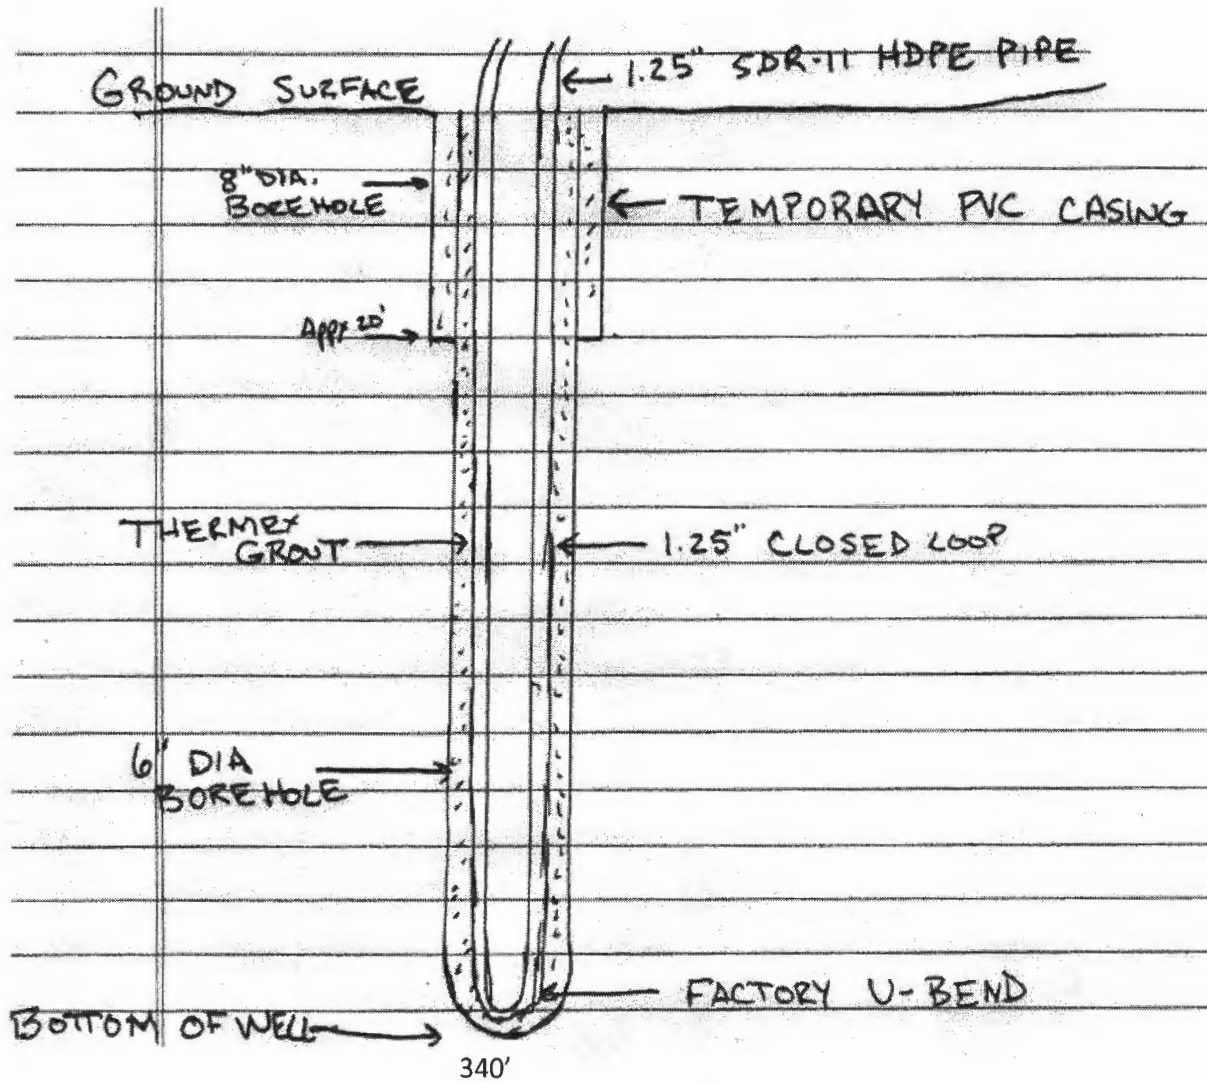 1.25" SDR-11 HDPE PIPE
GROUND SURFACE
8" DIA.
BOREHOLE
TEMPORARY PVC CASING
Appx 20'
THERMEX
GROUT
1.25" CLOSED LOOP
6" DIA
BOREHOLE
FACTORY U-BEND
BOTTOM OF WELL
340'